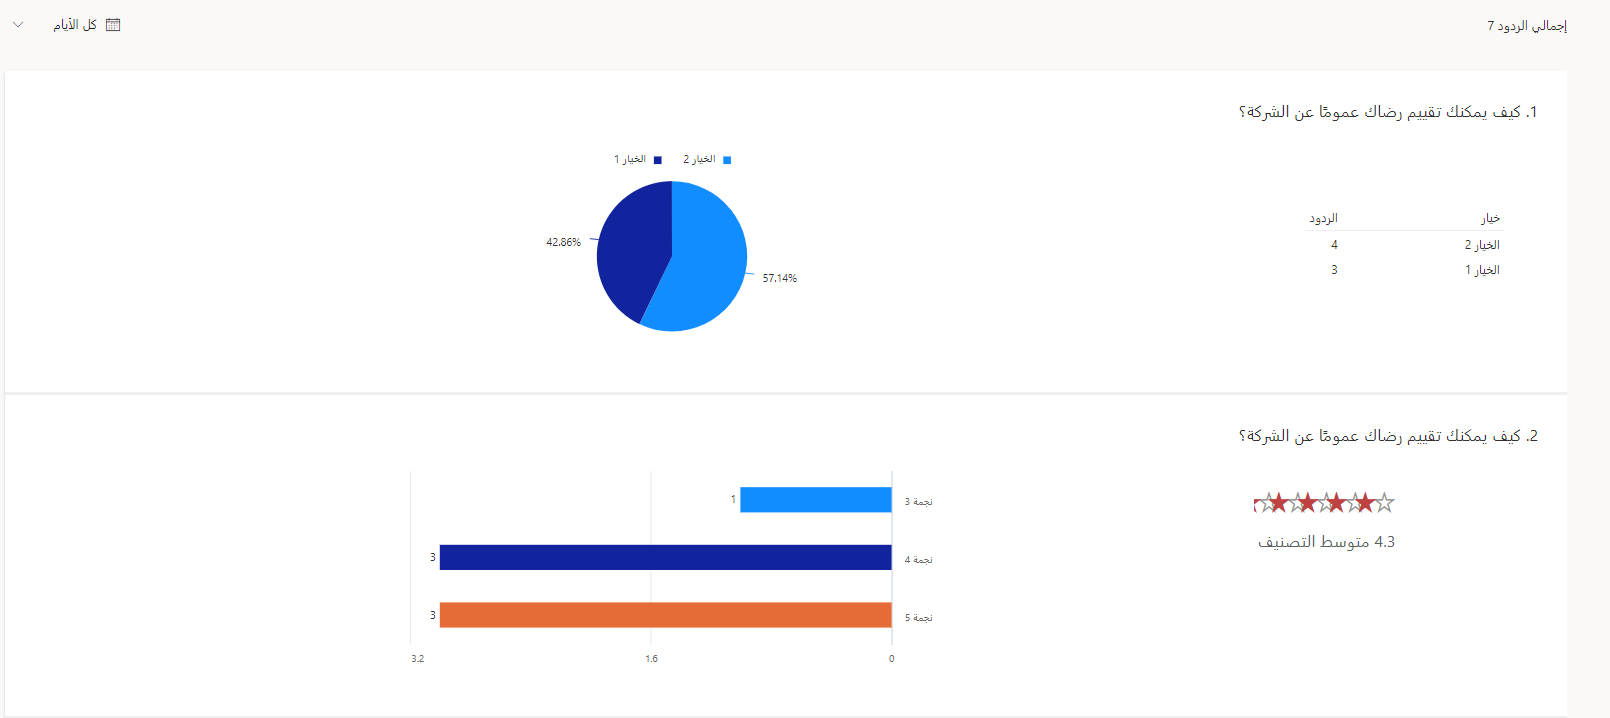 إجمالي الردود 7
كل الأيام
1. كيف يمكنك تقييم رضاك عمومًا عن الشركة؟
خيار الردود
الخيار 2 4
الخيار 1 3
الخيار 2 الخيار 1
57.14%
42.86%
2. كيف يمكنك تقييم رضاك عمومًا عن الشركة؟
4.3 متوسط التصنيف
نجمة 3 1
نجمة 4 3
نجمة 5 3
0 1.6 3.2